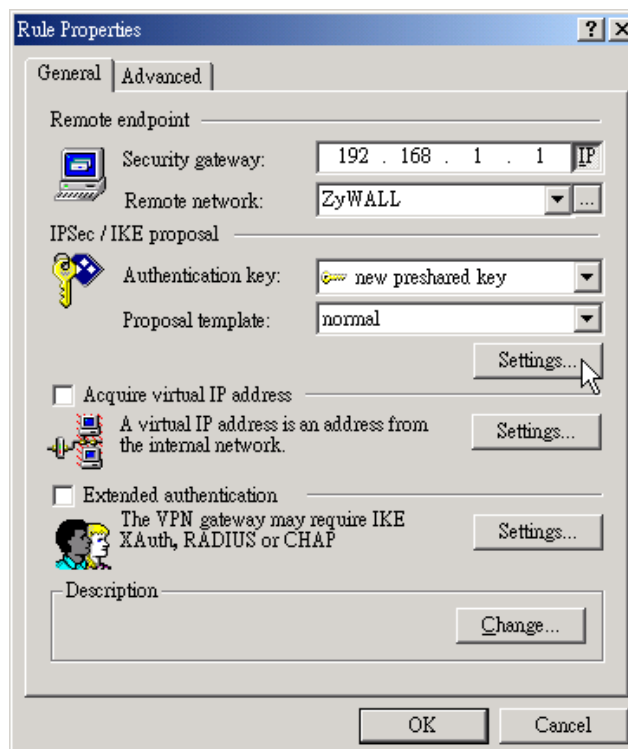 Rule Properties
General
Advanced
Remote endpoint
Security gateway:
192 . 168 . 1 . 1
IP
Remote network:
ZyWALL
...
IPSec / IKE proposal
Authentication key:
new preshared key
Proposal template:
normal
Settings...
Acquire virtual IP address
A virtual IP address is an address from
the internal network.
Settings...
Extended authentication
The VPN gateway may require IKE
XAuth, RADIUS or CHAP
Settings...
Description
Change...
OK
Cancel